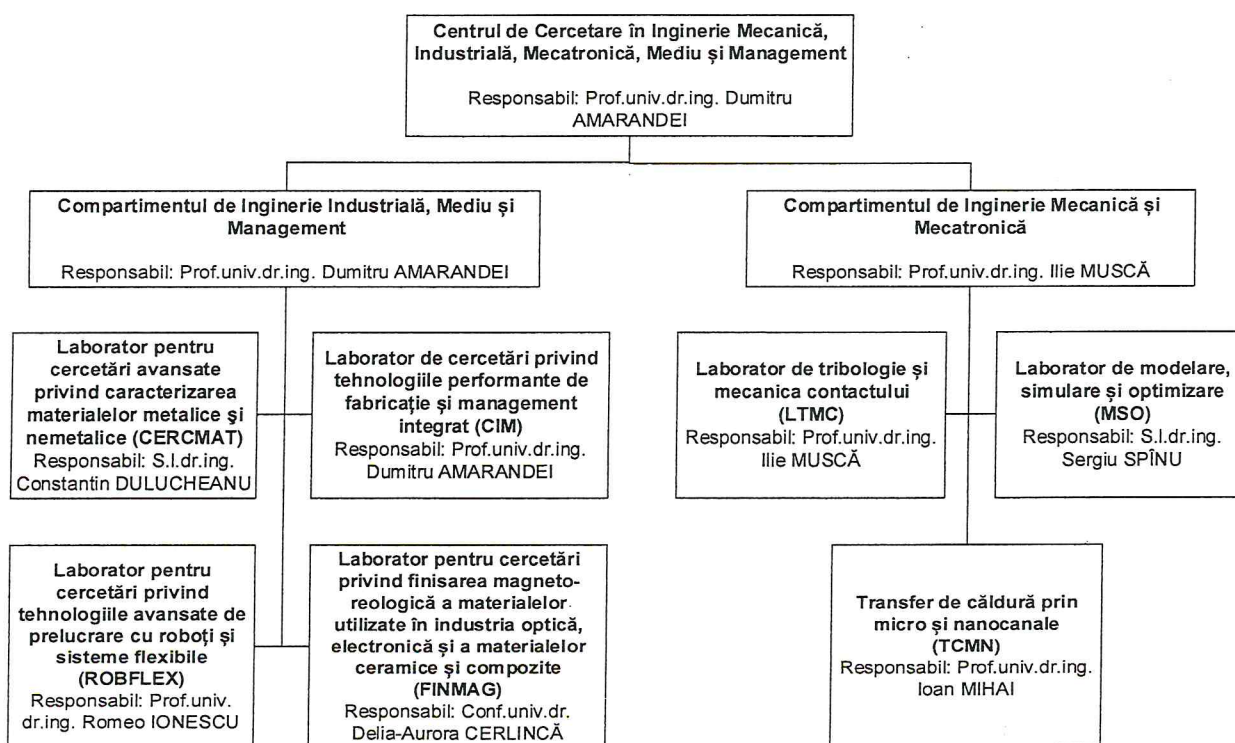 Centrul de Cercetare în Inginerie Mecanică,
Industrială, Mecatronică, Mediu și Management
Responsabil: Prof.univ.dr.ing. Dumitru
AMARANDEI
Compartimentul de Inginerie Industrială, Mediu și
Management
Responsabil: Prof.univ.dr.ing. Dumitru AMARANDEI
Compartimentul de Inginerie Mecanică și
Mecatronică
Responsabil: Prof.univ.dr.ing. Ilie MUSCĂ
Laborator pentru
cercetări avansate
privind caracterizarea
materialelor metalice şi
nemetalice (CERCMAT)
Responsabil: S.l.dr.ing.
Constantin DULUCHEANU
Laborator de cercetări privind
tehnologiile performante de
fabricație și management
integrat (CIM)
Responsabil: Prof.univ.dr.ing.
Dumitru AMARANDEI
Laborator de tribologie și
mecanica contactului
(LTMC)
Responsabil: Prof.univ.dr.ing.
Ilie MUSCĂ
Laborator de modelare,
simulare și optimizare
(MSO)
Responsabil: S.l.dr.ing.
Sergiu SPÎNU
Laborator pentru
cercetări privind
tehnologiile avansate de
prelucrare cu roboți și
sisteme flexibile
(ROBFLEX)
Responsabil: Prof.univ.
dr.ing. Romeo IONESCU
Laborator pentru cercetări
privind finisarea magneto-
reologică a materialelor
utilizate în industria optică,
electronică și a materialelor
ceramice și compozite
(FINMAG)
Responsabil: Conf.univ.dr.
Delia-Aurora CERLINCĂ
Transfer de căldură prin
micro și nanocanale
(TCMN)
Responsabil: Prof.univ.dr.ing.
Ioan MIHAI